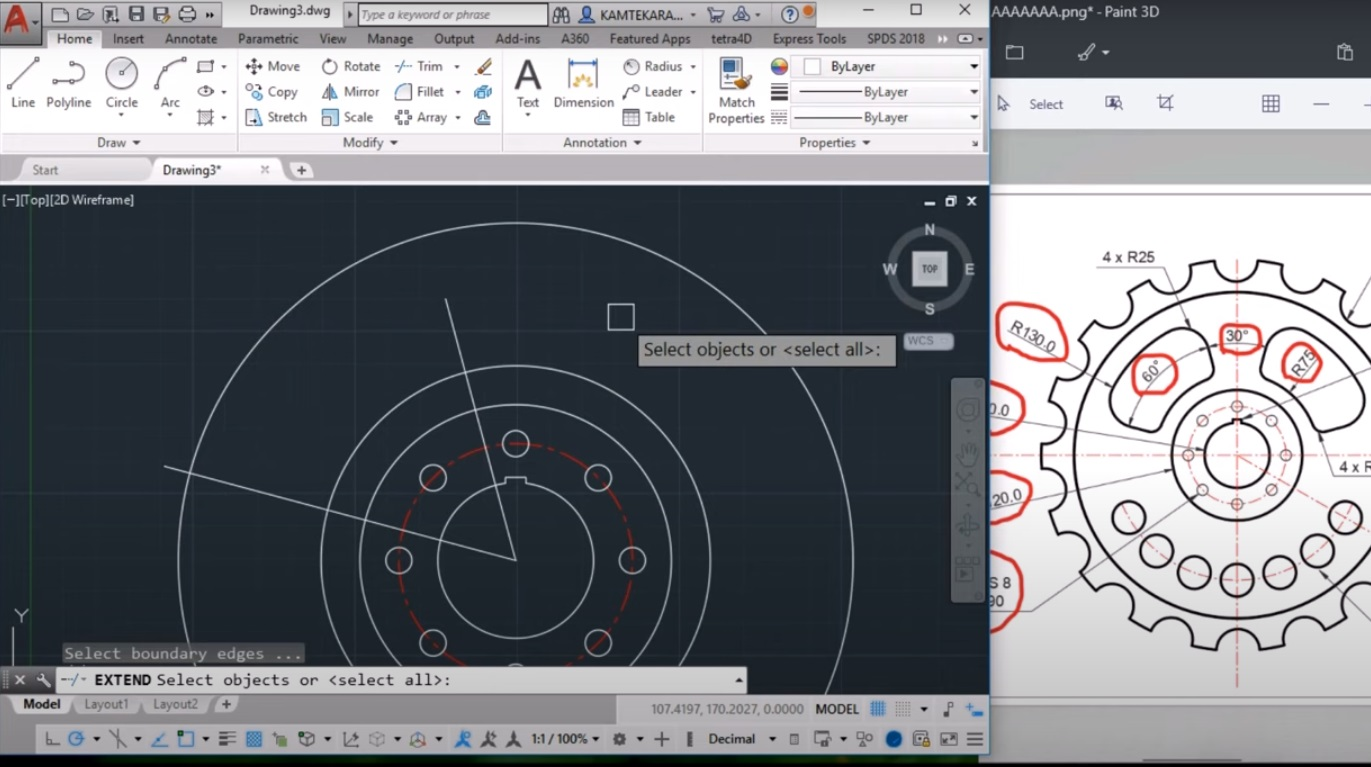 Drawing3.dwg
Type a keyword or phrase
KAMTEKARA...
Home Insert Annotate Parametric View Manage Output Add-ins A360 Featured Apps tetra4D Express Tools SPDS 2018
Line Polyline Circle Arc
Move Rotate Trim
Copy Mirror Fillet
Stretch Scale Array
Text Dimension
Radius
Leader
Table
Match Properties
ByLayer
ByLayer
ByLayer
Draw Modify Annotation Properties
Start Drawing3*
[−][Top][2D Wireframe]
N
W TOP E
S
WCS
Select objects or <select all>:
Y
Select boundary edges ...
EXTEND Select objects or <select all>:
Model Layout1 Layout2
107.4197, 170.2027, 0.0000 MODEL
1:1 / 100% Decimal
AAAAAAA.png* - Paint 3D
Select
4 x R25
R130.0
60°
30°
R75
0.0
20.0
4 x R
S 8
90